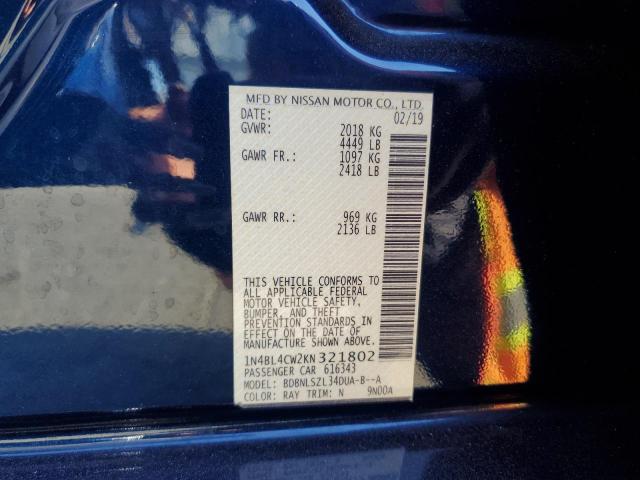 MFD BY NISSAN MOTOR CO., LTD.
DATE: 02/19
GVWR: 2018 KG
4449 LB
GAWR FR.: 1097 KG
2418 LB
GAWR RR.: 969 KG
2136 LB
THIS VEHICLE CONFORMS TO
ALL APPLICABLE FEDERAL
MOTOR VEHICLE SAFETY,
BUMPER, AND THEFT
PREVENTION STANDARDS IN
EFFECT ON THE DATE OF
MANUFACTURE SHOWN ABOVE.
1N4BL4CW2KN321802
PASSENGER CAR 616343
MODEL: BDBNLSZL34DUA-B--A
COLOR: RAY TRIM: N 9N00A